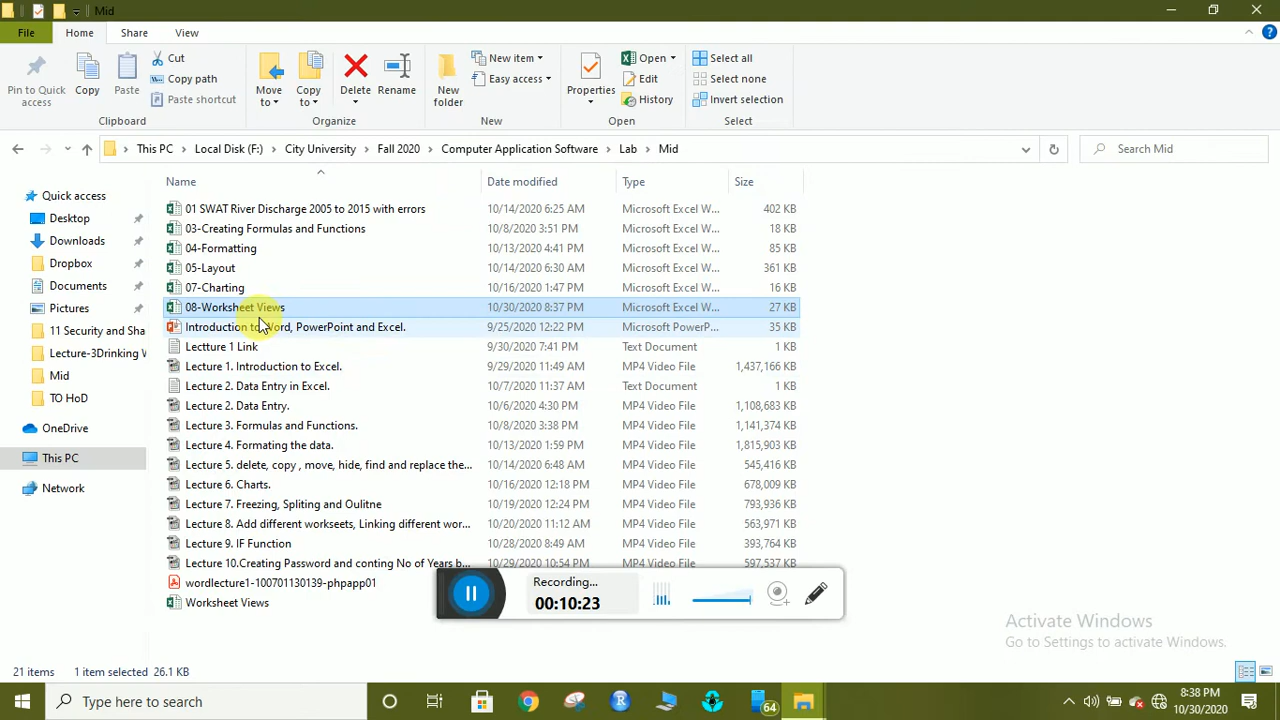 Mid
File Home Share View
Pin to Quick access
Copy
Paste
Cut
Copy path
Paste shortcut
Clipboard
Move to
Copy to
Delete
Rename
Organize
New folder
New item
Easy access
New
Properties
Open
Edit
History
Open
Select all
Select none
Invert selection
Select
This PC Local Disk (F:) City University Fall 2020 Computer Application Software Lab Mid
Search Mid
Name Date modified Type Size
Quick access
Desktop
Downloads
Dropbox
Documents
Pictures
11 Security and Sha
Lecture-3Drinking W
Mid
TO HoD
OneDrive
This PC
Network
01 SWAT River Discharge 2005 to 2015 with errors 10/14/2020 6:25 AM Microsoft Excel W... 402 KB
03-Creating Formulas and Functions 10/8/2020 3:51 PM Microsoft Excel W... 18 KB
04-Formatting 10/13/2020 4:41 PM Microsoft Excel W... 85 KB
05-Layout 10/14/2020 6:30 AM Microsoft Excel W... 361 KB
07-Charting 10/16/2020 1:47 PM Microsoft Excel W... 16 KB
08-Worksheet Views 10/30/2020 8:37 PM Microsoft Excel W... 27 KB
Introduction to Word, PowerPoint and Excel. 9/25/2020 12:22 PM Microsoft PowerP... 35 KB
Lectture 1 Link 9/30/2020 7:41 PM Text Document 1 KB
Lecture 1. Introduction to Excel. 9/29/2020 11:49 AM MP4 Video File 1,437,166 KB
Lecture 2. Data Entry in Excel. 10/7/2020 11:37 AM Text Document 1 KB
Lecture 2. Data Entry. 10/6/2020 4:30 PM MP4 Video File 1,108,683 KB
Lecture 3. Formulas and Functions. 10/8/2020 3:38 PM MP4 Video File 1,141,374 KB
Lecture 4. Formating the data. 10/13/2020 1:59 PM MP4 Video File 1,815,903 KB
Lecture 5. delete, copy , move, hide, find and replace the... 10/14/2020 6:48 AM MP4 Video File 545,416 KB
Lecture 6. Charts. 10/16/2020 12:18 PM MP4 Video File 678,009 KB
Lecture 7. Freezing, Spliting and Oulitne 10/19/2020 12:24 PM MP4 Video File 793,936 KB
Lecture 8. Add different workseets, Linking different wor... 10/20/2020 11:12 AM MP4 Video File 563,971 KB
Lecture 9. IF Function 10/28/2020 8:49 AM MP4 Video File 393,764 KB
Lecture 10.Creating Password and conting No of Years b... 10/29/2020 10:54 PM MP4 Video File 597,537 KB
wordlecture1-100701130139-phpapp01
Worksheet Views
Recording...
00:10:23
Activate Windows
Go to Settings to activate Windows.
21 items 1 item selected 26.1 KB
Type here to search
64
8:38 PM
10/30/2020